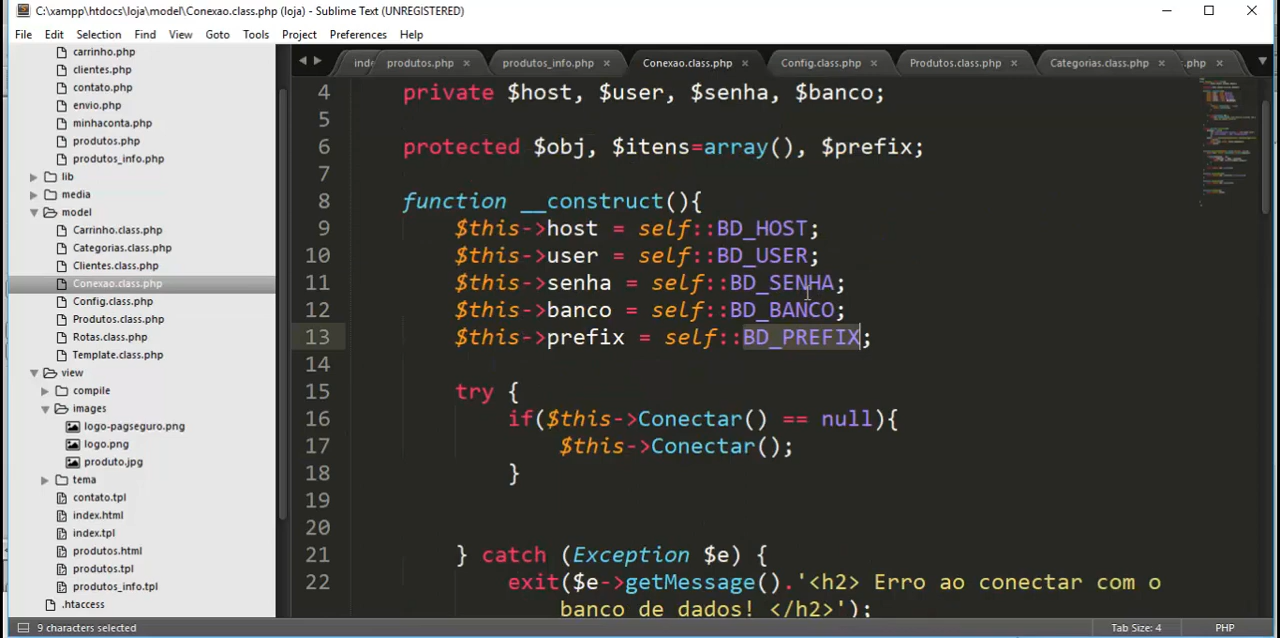 C:\xampp\htdocs\loja\model\Conexao.class.php (loja) - Sublime Text (UNREGISTERED)
File Edit Selection Find View Goto Tools Project Preferences Help
carrinho.php
clientes.php
contato.php
envio.php
minhaconta.php
produtos.php
produtos_info.php
lib
media
model
Carrinho.class.php
Categorias.class.php
Clientes.class.php
Conexao.class.php
Config.class.php
Produtos.class.php
Rotas.class.php
Template.class.php
view
compile
images
logo-pagseguro.png
logo.png
produto.jpg
tema
contato.tpl
index.html
index.tpl
produtos.html
produtos.tpl
produtos_info.tpl
.htaccess
inde produtos.php × produtos_info.php × Conexao.class.php × Config.class.php × Produtos.class.php × Categorias.class.php × .php ×
4 private $host, $user, $senha, $banco;
5
6 protected $obj, $itens=array(), $prefix;
7
8 function __construct(){
9 $this->host = self::BD_HOST;
10 $this->user = self::BD_USER;
11 $this->senha = self::BD_SENHA;
12 $this->banco = self::BD_BANCO;
13 $this->prefix = self::BD_PREFIX;
14
15 try {
16 if($this->Conectar() == null){
17 $this->Conectar();
18 }
19
20
21 } catch (Exception $e) {
22 exit($e->getMessage().'<h2> Erro ao conectar com o
banco de dados! </h2>');
9 characters selected
Tab Size: 4
PHP